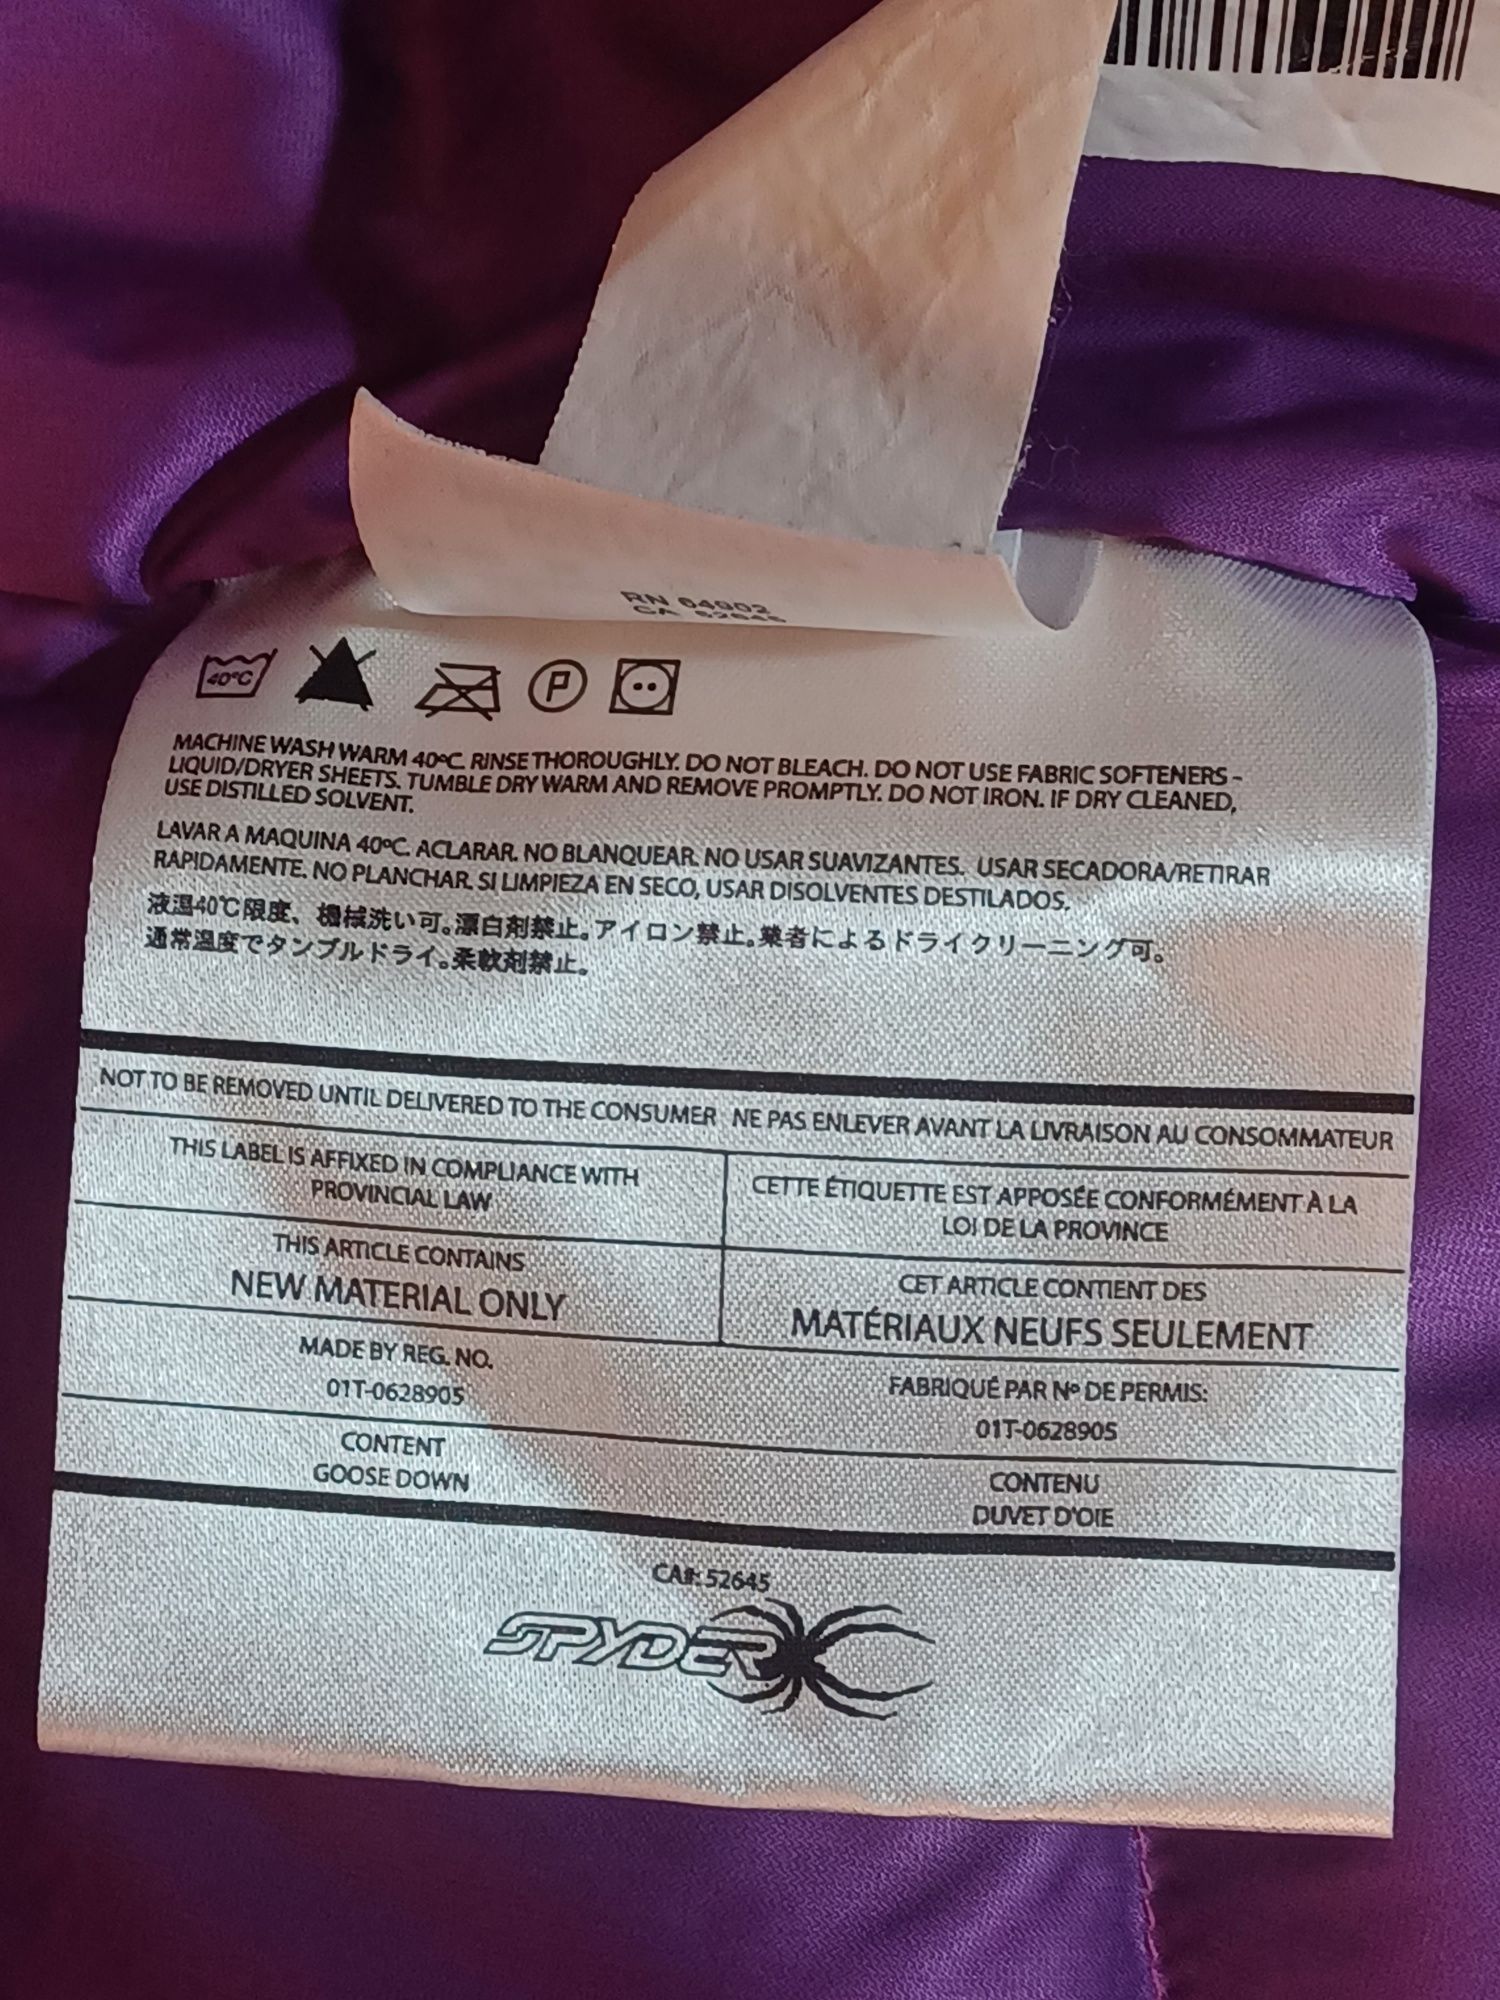 RN 64902
CA 52645
40°C
P
MACHINE WASH WARM 40°C. RINSE THOROUGHLY. DO NOT BLEACH. DO NOT USE FABRIC SOFTENERS -
LIQUID/DRYER SHEETS. TUMBLE DRY WARM AND REMOVE PROMPTLY. DO NOT IRON. IF DRY CLEANED,
USE DISTILLED SOLVENT.
LAVAR A MAQUINA 40°C. ACLARAR. NO BLANQUEAR. NO USAR SUAVIZANTES. USAR SECADORA/RETIRAR
RAPIDAMENTE. NO PLANCHAR. SI LIMPIEZA EN SECO, USAR DISOLVENTES DESTILADOS.
液温40℃限度、機械洗い可。漂白剤禁止。アイロン禁止。業者によるドライクリーニング可。
通常温度でタンブルドライ。柔軟剤禁止。
NOT TO BE REMOVED UNTIL DELIVERED TO THE CONSUMER NE PAS ENLEVER AVANT LA LIVRAISON AU CONSOMMATEUR
THIS LABEL IS AFFIXED IN COMPLIANCE WITH
PROVINCIAL LAW
CETTE ÉTIQUETTE EST APPOSÉE CONFORMÉMENT À LA
LOI DE LA PROVINCE
THIS ARTICLE CONTAINS
NEW MATERIAL ONLY
CET ARTICLE CONTIENT DES
MATÉRIAUX NEUFS SEULEMENT
MADE BY REG. NO.
01T-0628905
FABRIQUÉ PAR Nº DE PERMIS:
01T-0628905
CONTENT
GOOSE DOWN
CONTENU
DUVET D'OIE
CA#: 52645
SPYDER